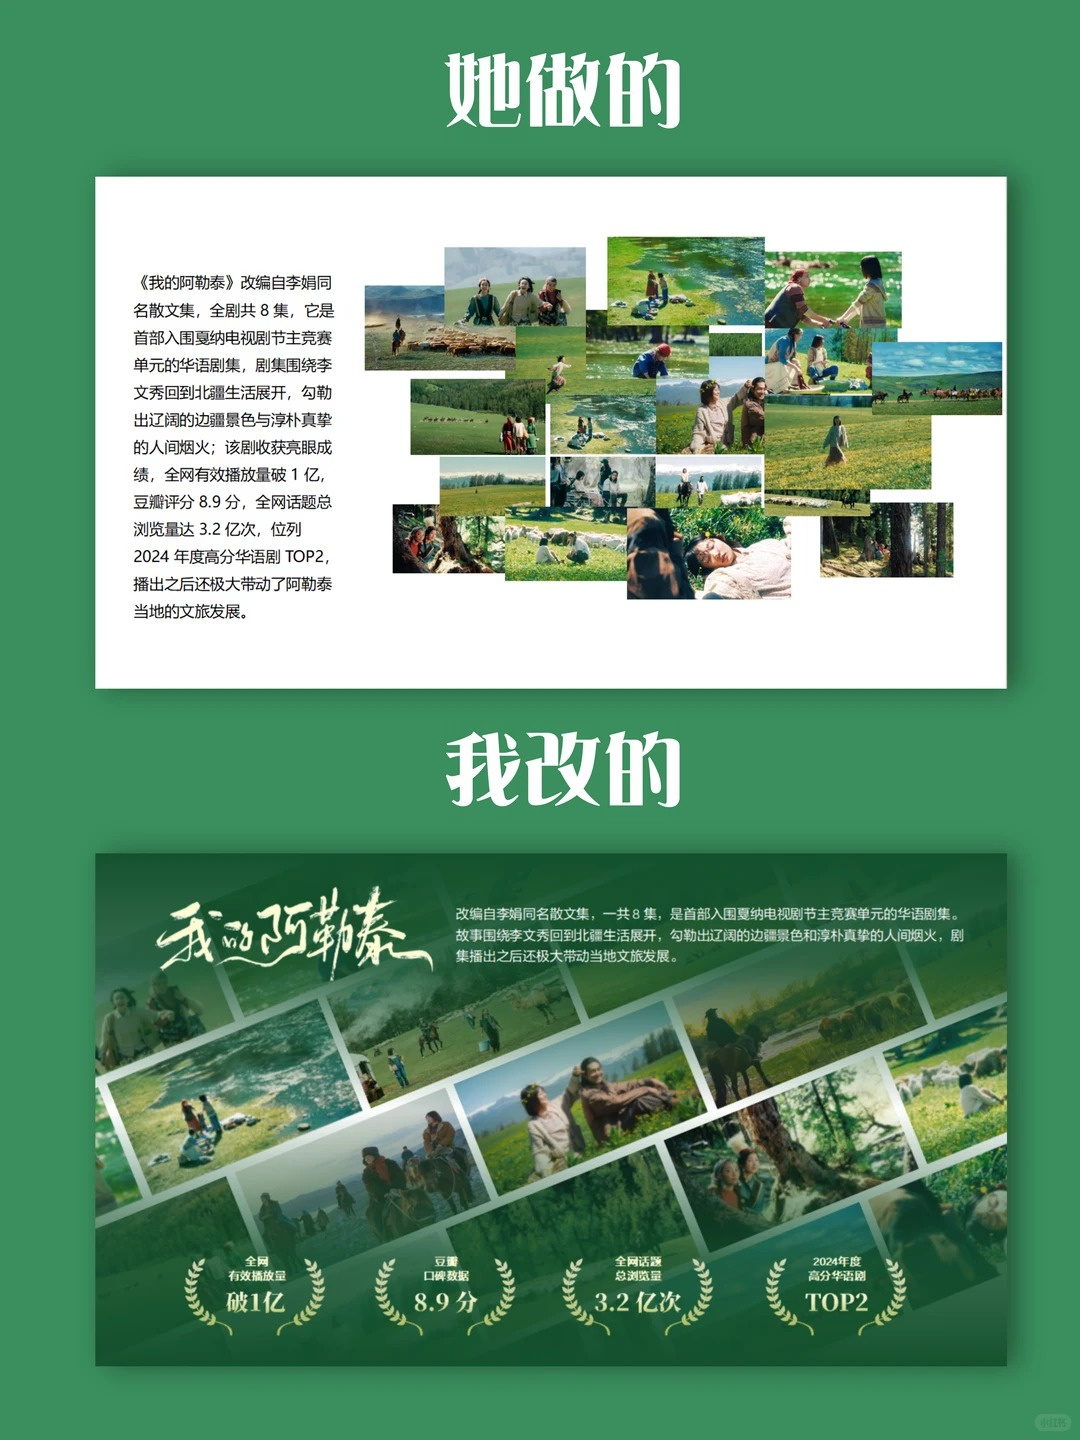 她做的
《我的阿勒泰》改编自李娟同
名散文集，全剧共 8 集，它是
首部入围戛纳电视剧节主竞赛
单元的华语剧集，剧集围绕李
文秀回到北疆生活展开，勾勒
出辽阔的边疆景色与淳朴真挚
的人间烟火；该剧收获亮眼成
绩，全网有效播放量破 1 亿，
豆瓣评分 8.9 分，全网话题总
浏览量达 3.2 亿次，位列
2024 年度高分华语剧 TOP2，
播出之后还极大带动了阿勒泰
当地的文旅发展。
我改的
我的阿勒泰
改编自李娟同名散文集，一共 8 集，是首部入围戛纳电视剧节主竞赛单元的华语剧集。
故事围绕李文秀回到北疆生活展开，勾勒出辽阔的边疆景色和淳朴真挚的人间烟火，剧
集播出之后还极大带动当地文旅发展。
全网
有效播放量
破1亿
豆瓣
口碑数据
8.9 分
全网话题
总浏览量
3.2 亿次
2024年度
高分华语剧
TOP2
小红书